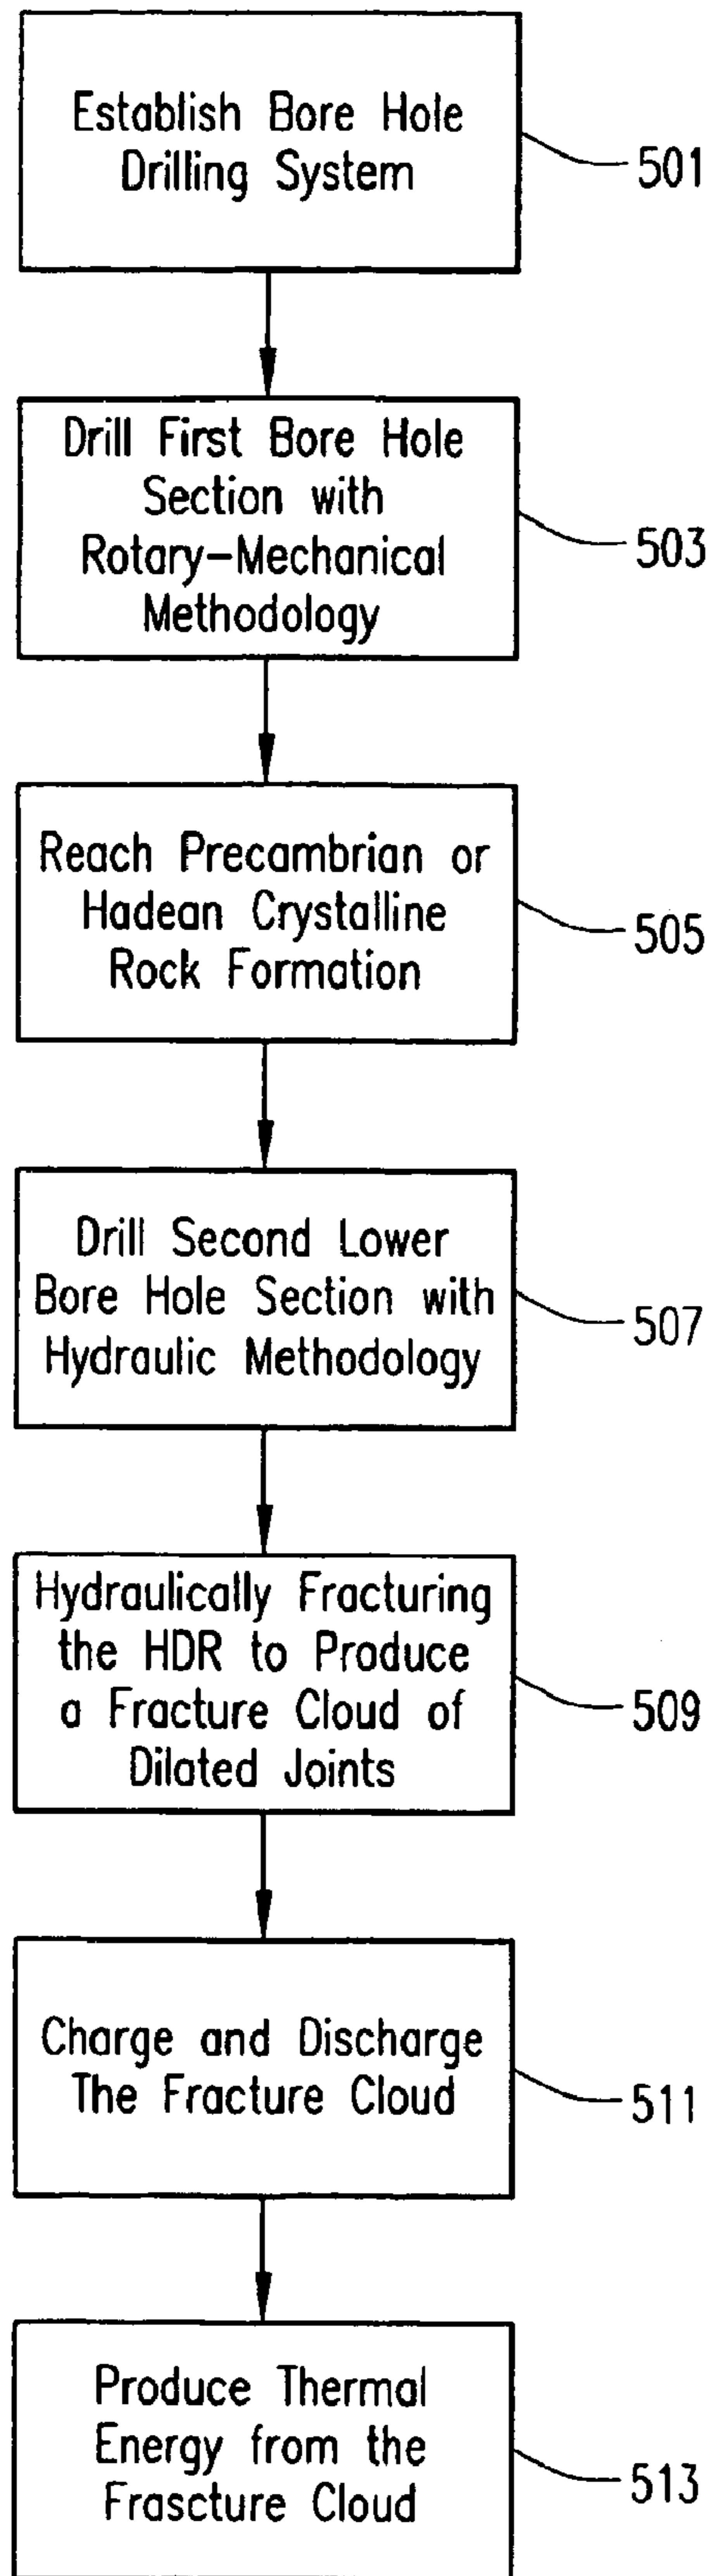 Establish Bore Hole
Drilling System
501
Drill First Bore Hole
Section with
Rotary-Mechanical
Methodology
503
Reach Precambrian or
Hadean Crystalline
Rock Formation
505
Drill Second Lower
Bore Hole Section with
Hydraulic Methodology
507
Hydraulically Fracturing
the HDR to Produce
a Fracture Cloud of
Dilated Joints
509
Charge and Discharge
The Fracture Cloud
511
Produce Thermal
Energy from the
Frascture Cloud
513